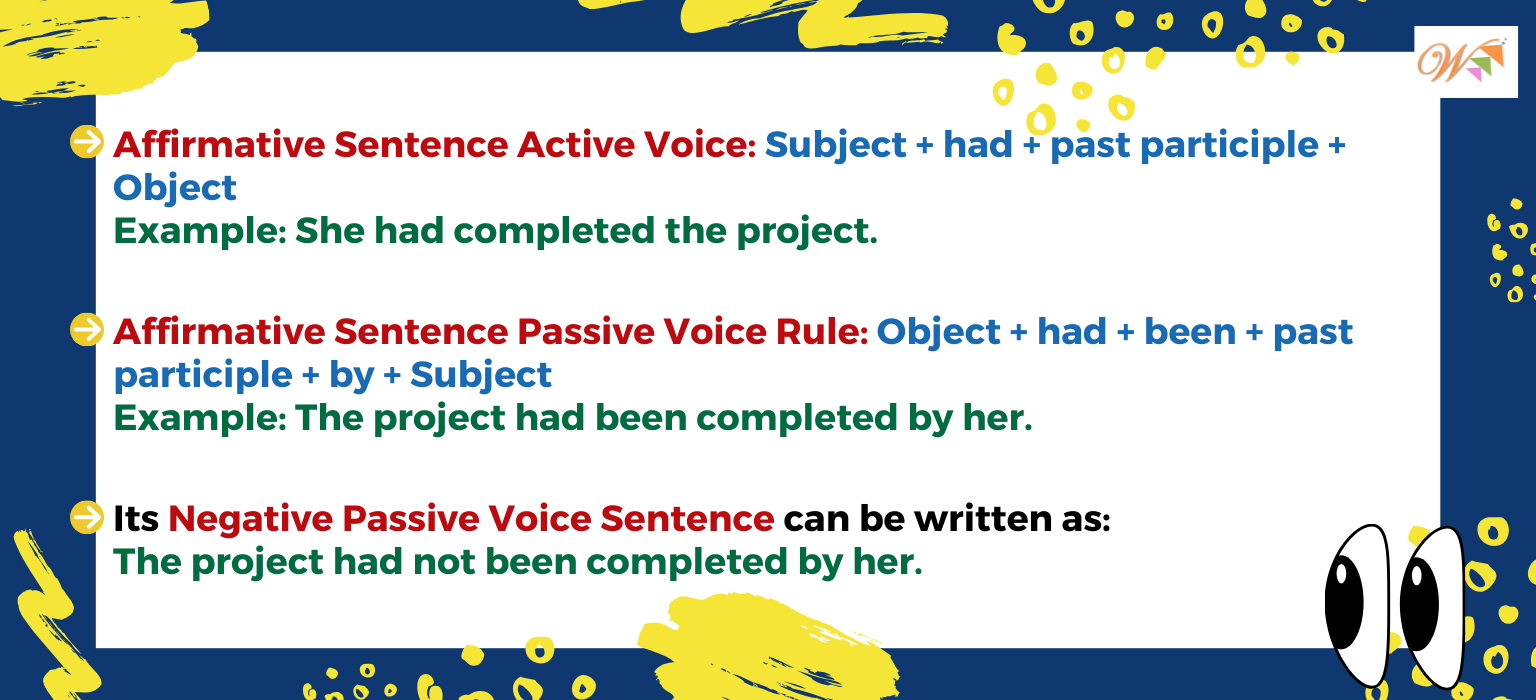 Affirmative Sentence Active Voice: Subject + had + past participle +
Object
Example: She had completed the project.
Affirmative Sentence Passive Voice Rule: Object + had + been + past
participle + by + Subject
Example: The project had been completed by her.
Its Negative Passive Voice Sentence can be written as:
The project had not been completed by her.
W